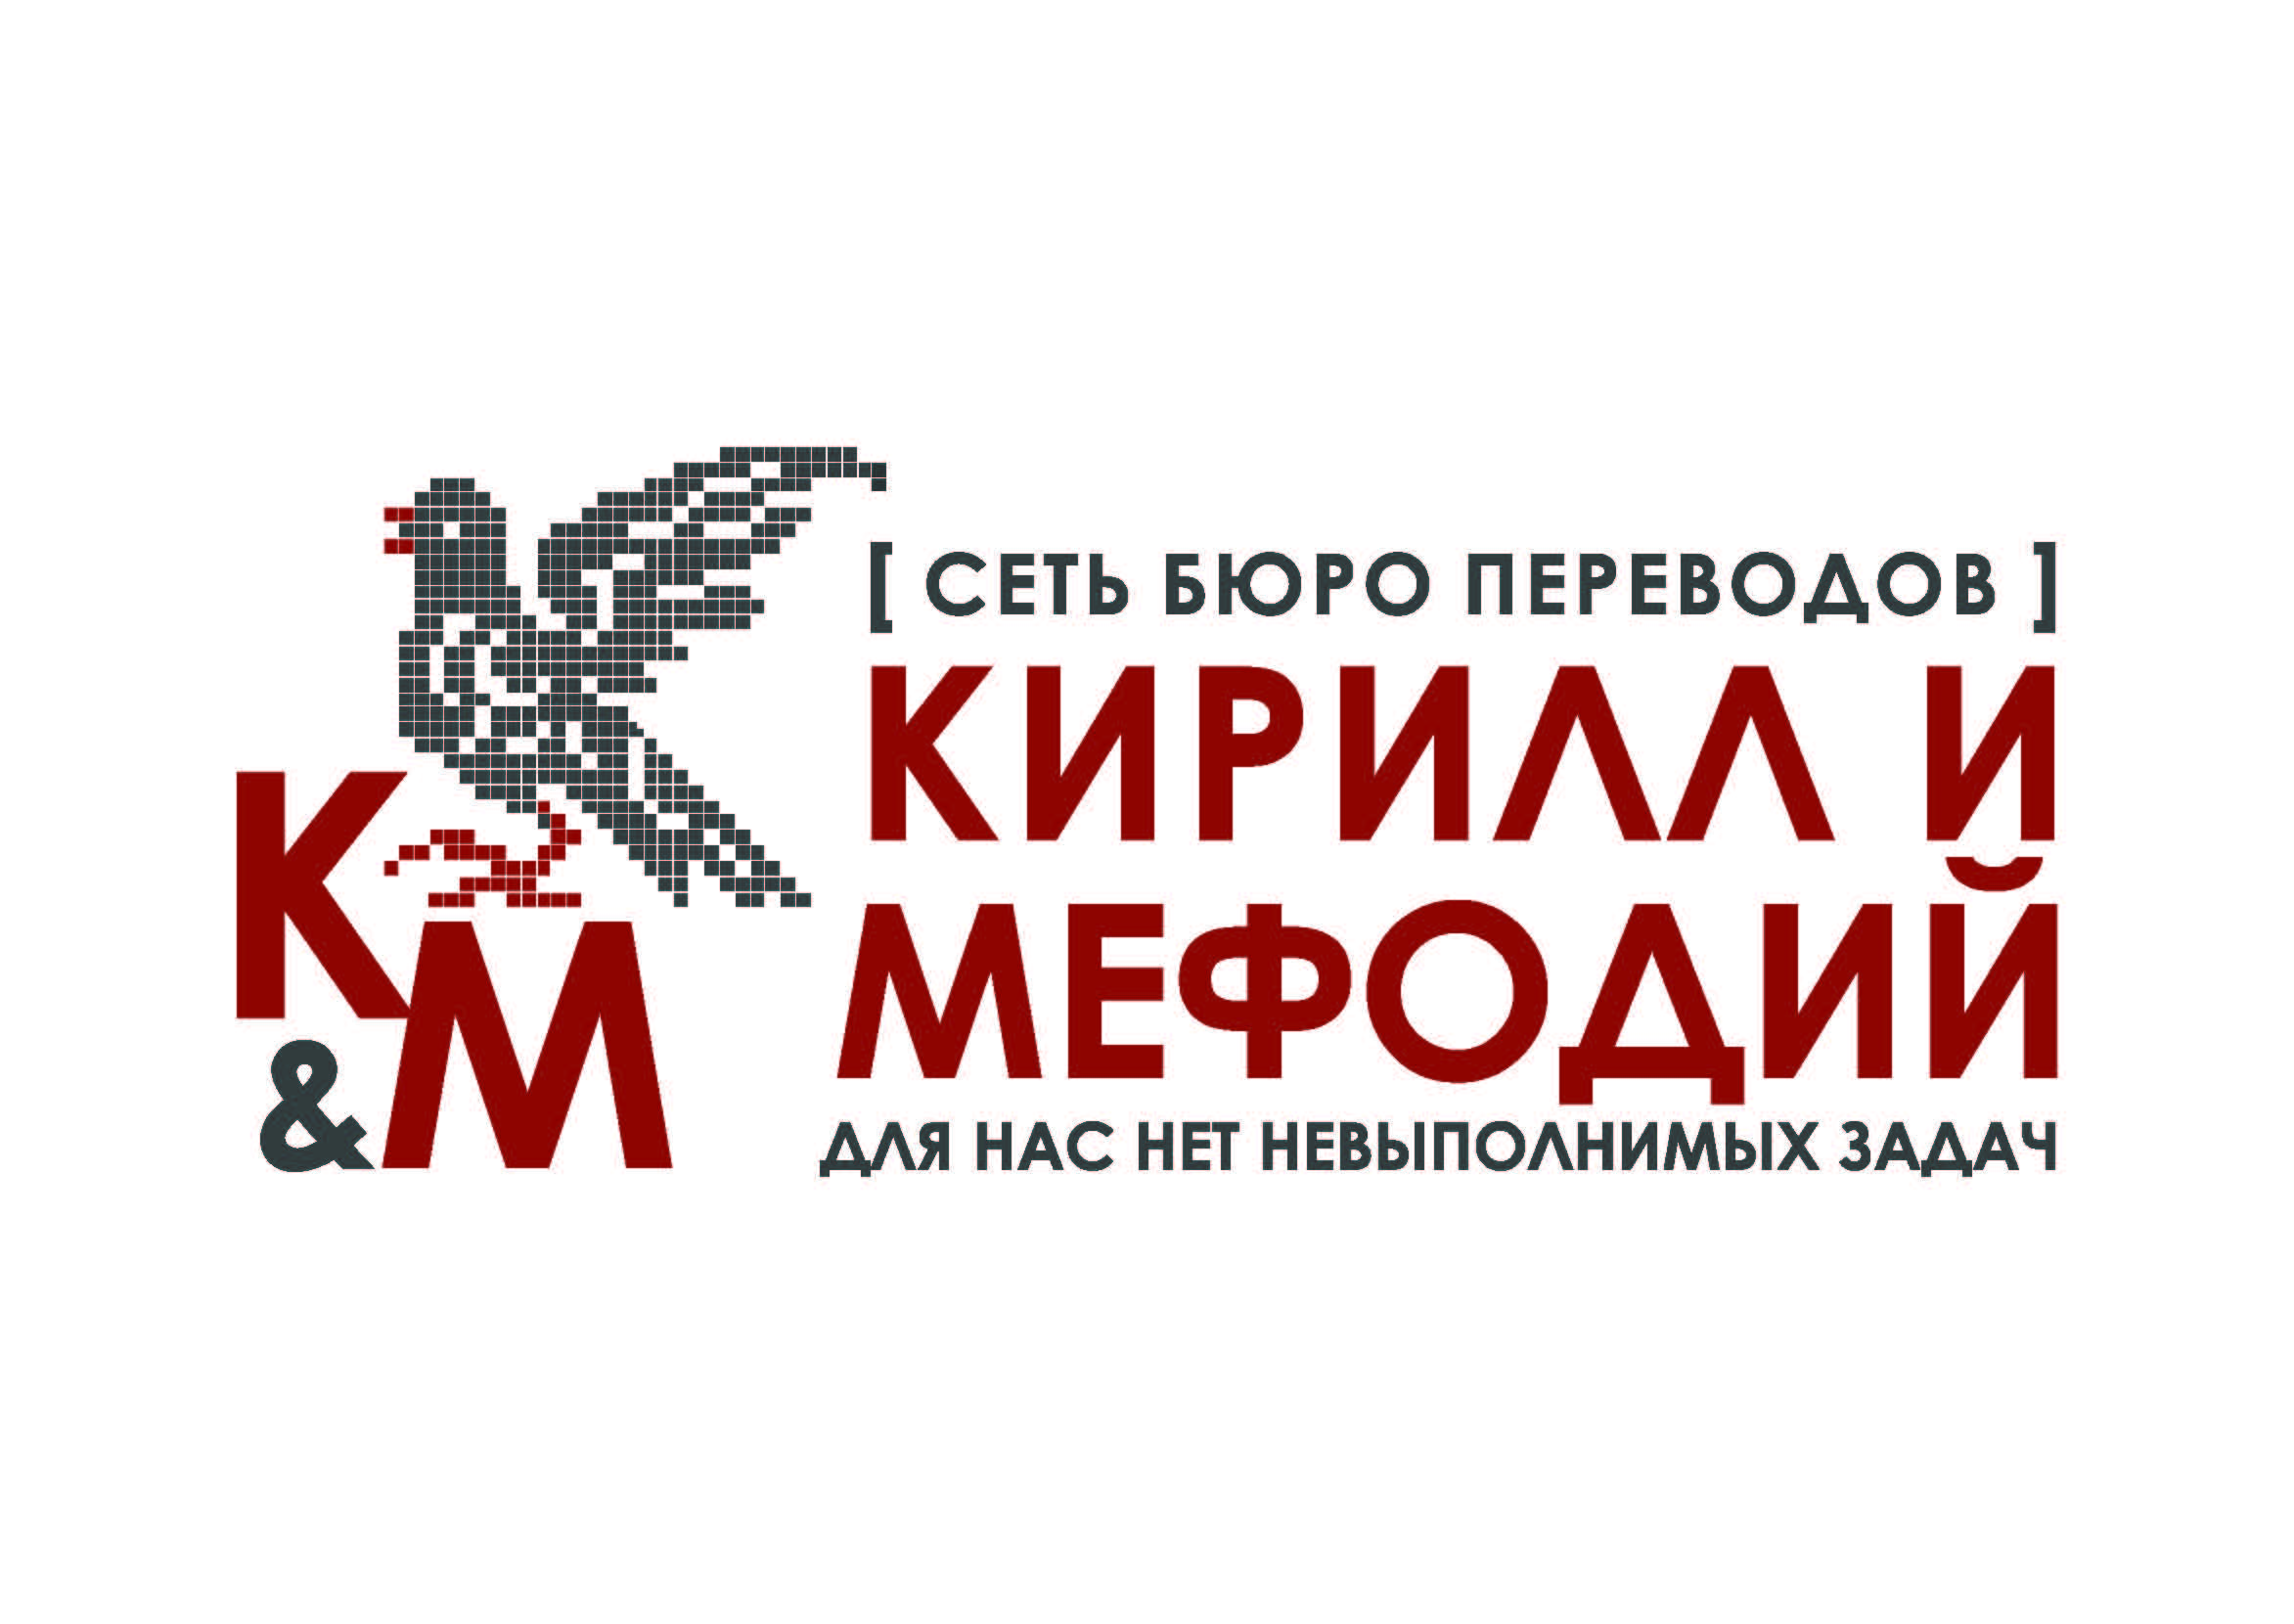 К
&М
[ СЕТЬ БЮРО ПЕРЕВОДОВ ]
КИРИЛЛ И
МЕФОДИЙ
ДЛЯ НАС НЕТ НЕВЫПОЛНИМЫХ ЗАДАЧ